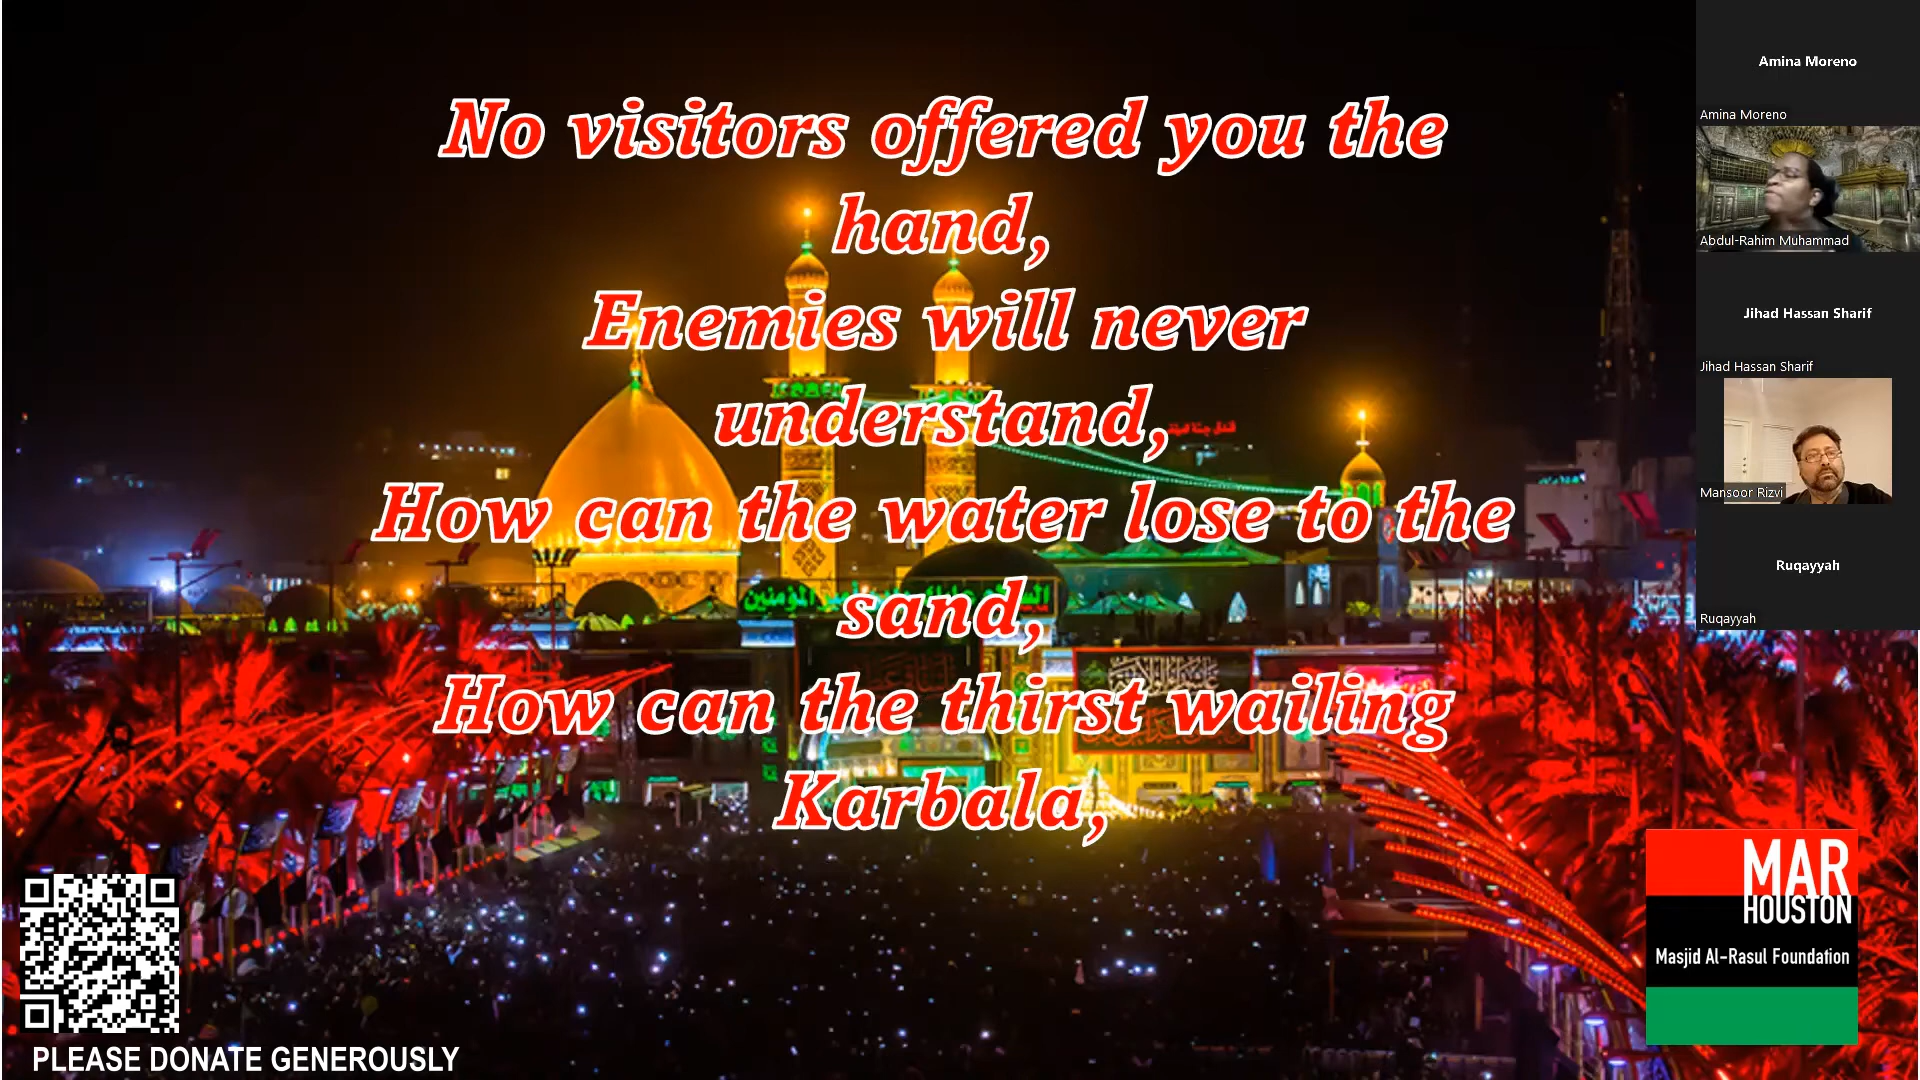 No visitors offered you the
hand,
Enemies will never
understand,
How can the water lose to the
sand,
How can the thirst wailing
Karbala,
Amina Moreno
Amina Moreno
Abdul-Rahim Muhammad
Jihad Hassan Sharif
Jihad Hassan Sharif
Mansoor Rizvi
Ruqayyah
Ruqayyah
MAR
HOUSTON
Masjid Al-Rasul Foundation
PLEASE DONATE GENEROUSLY